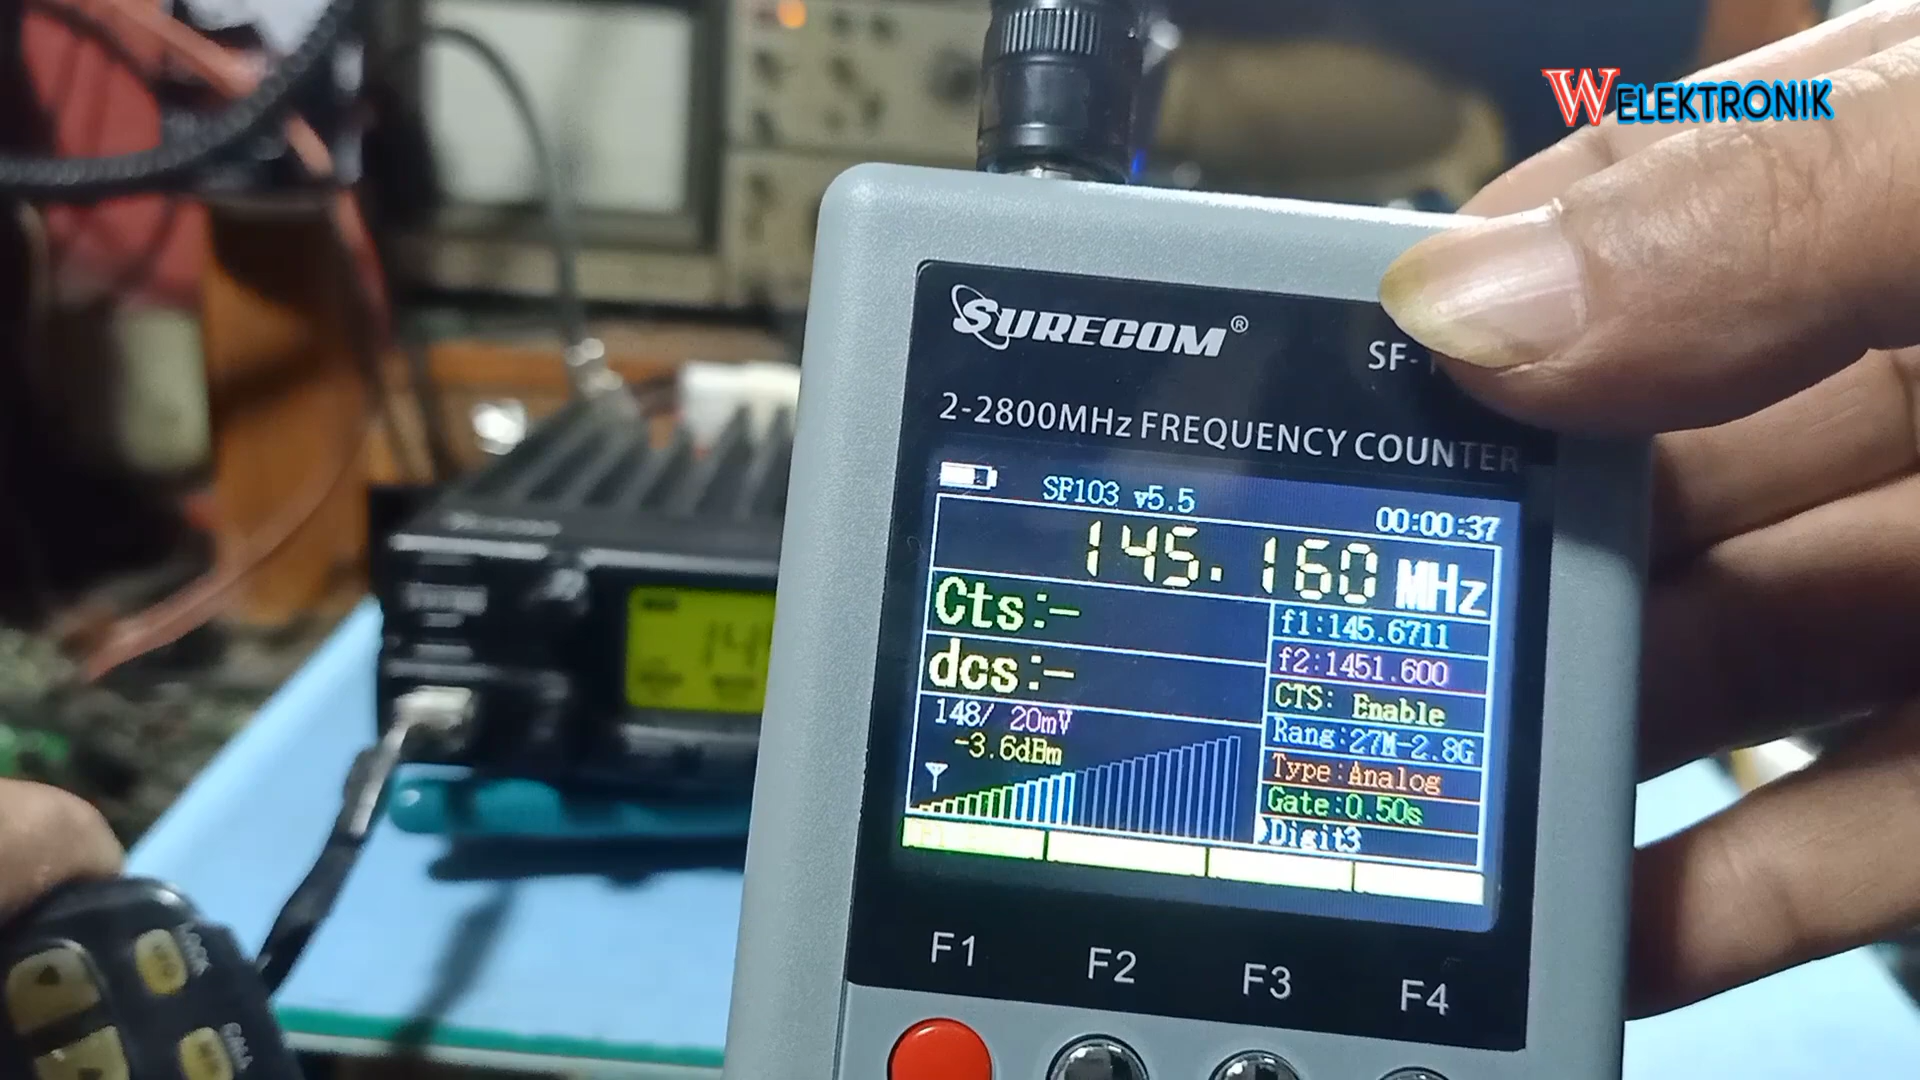 WELEKTRONIK
SURECOM®
SF-
2-2800MHz FREQUENCY COUNTER
SF103 v5.5
00:00:37
145.160 MHz
Cts:-
f1:145.6711
f2:1451.600
dcs:-
CTS: Enable
148/ 20mV
Rang:27M-2.8G
-3.6dBm
Type:Analog
Gate:0.50s
Digit3
F1 F2 F3 F4